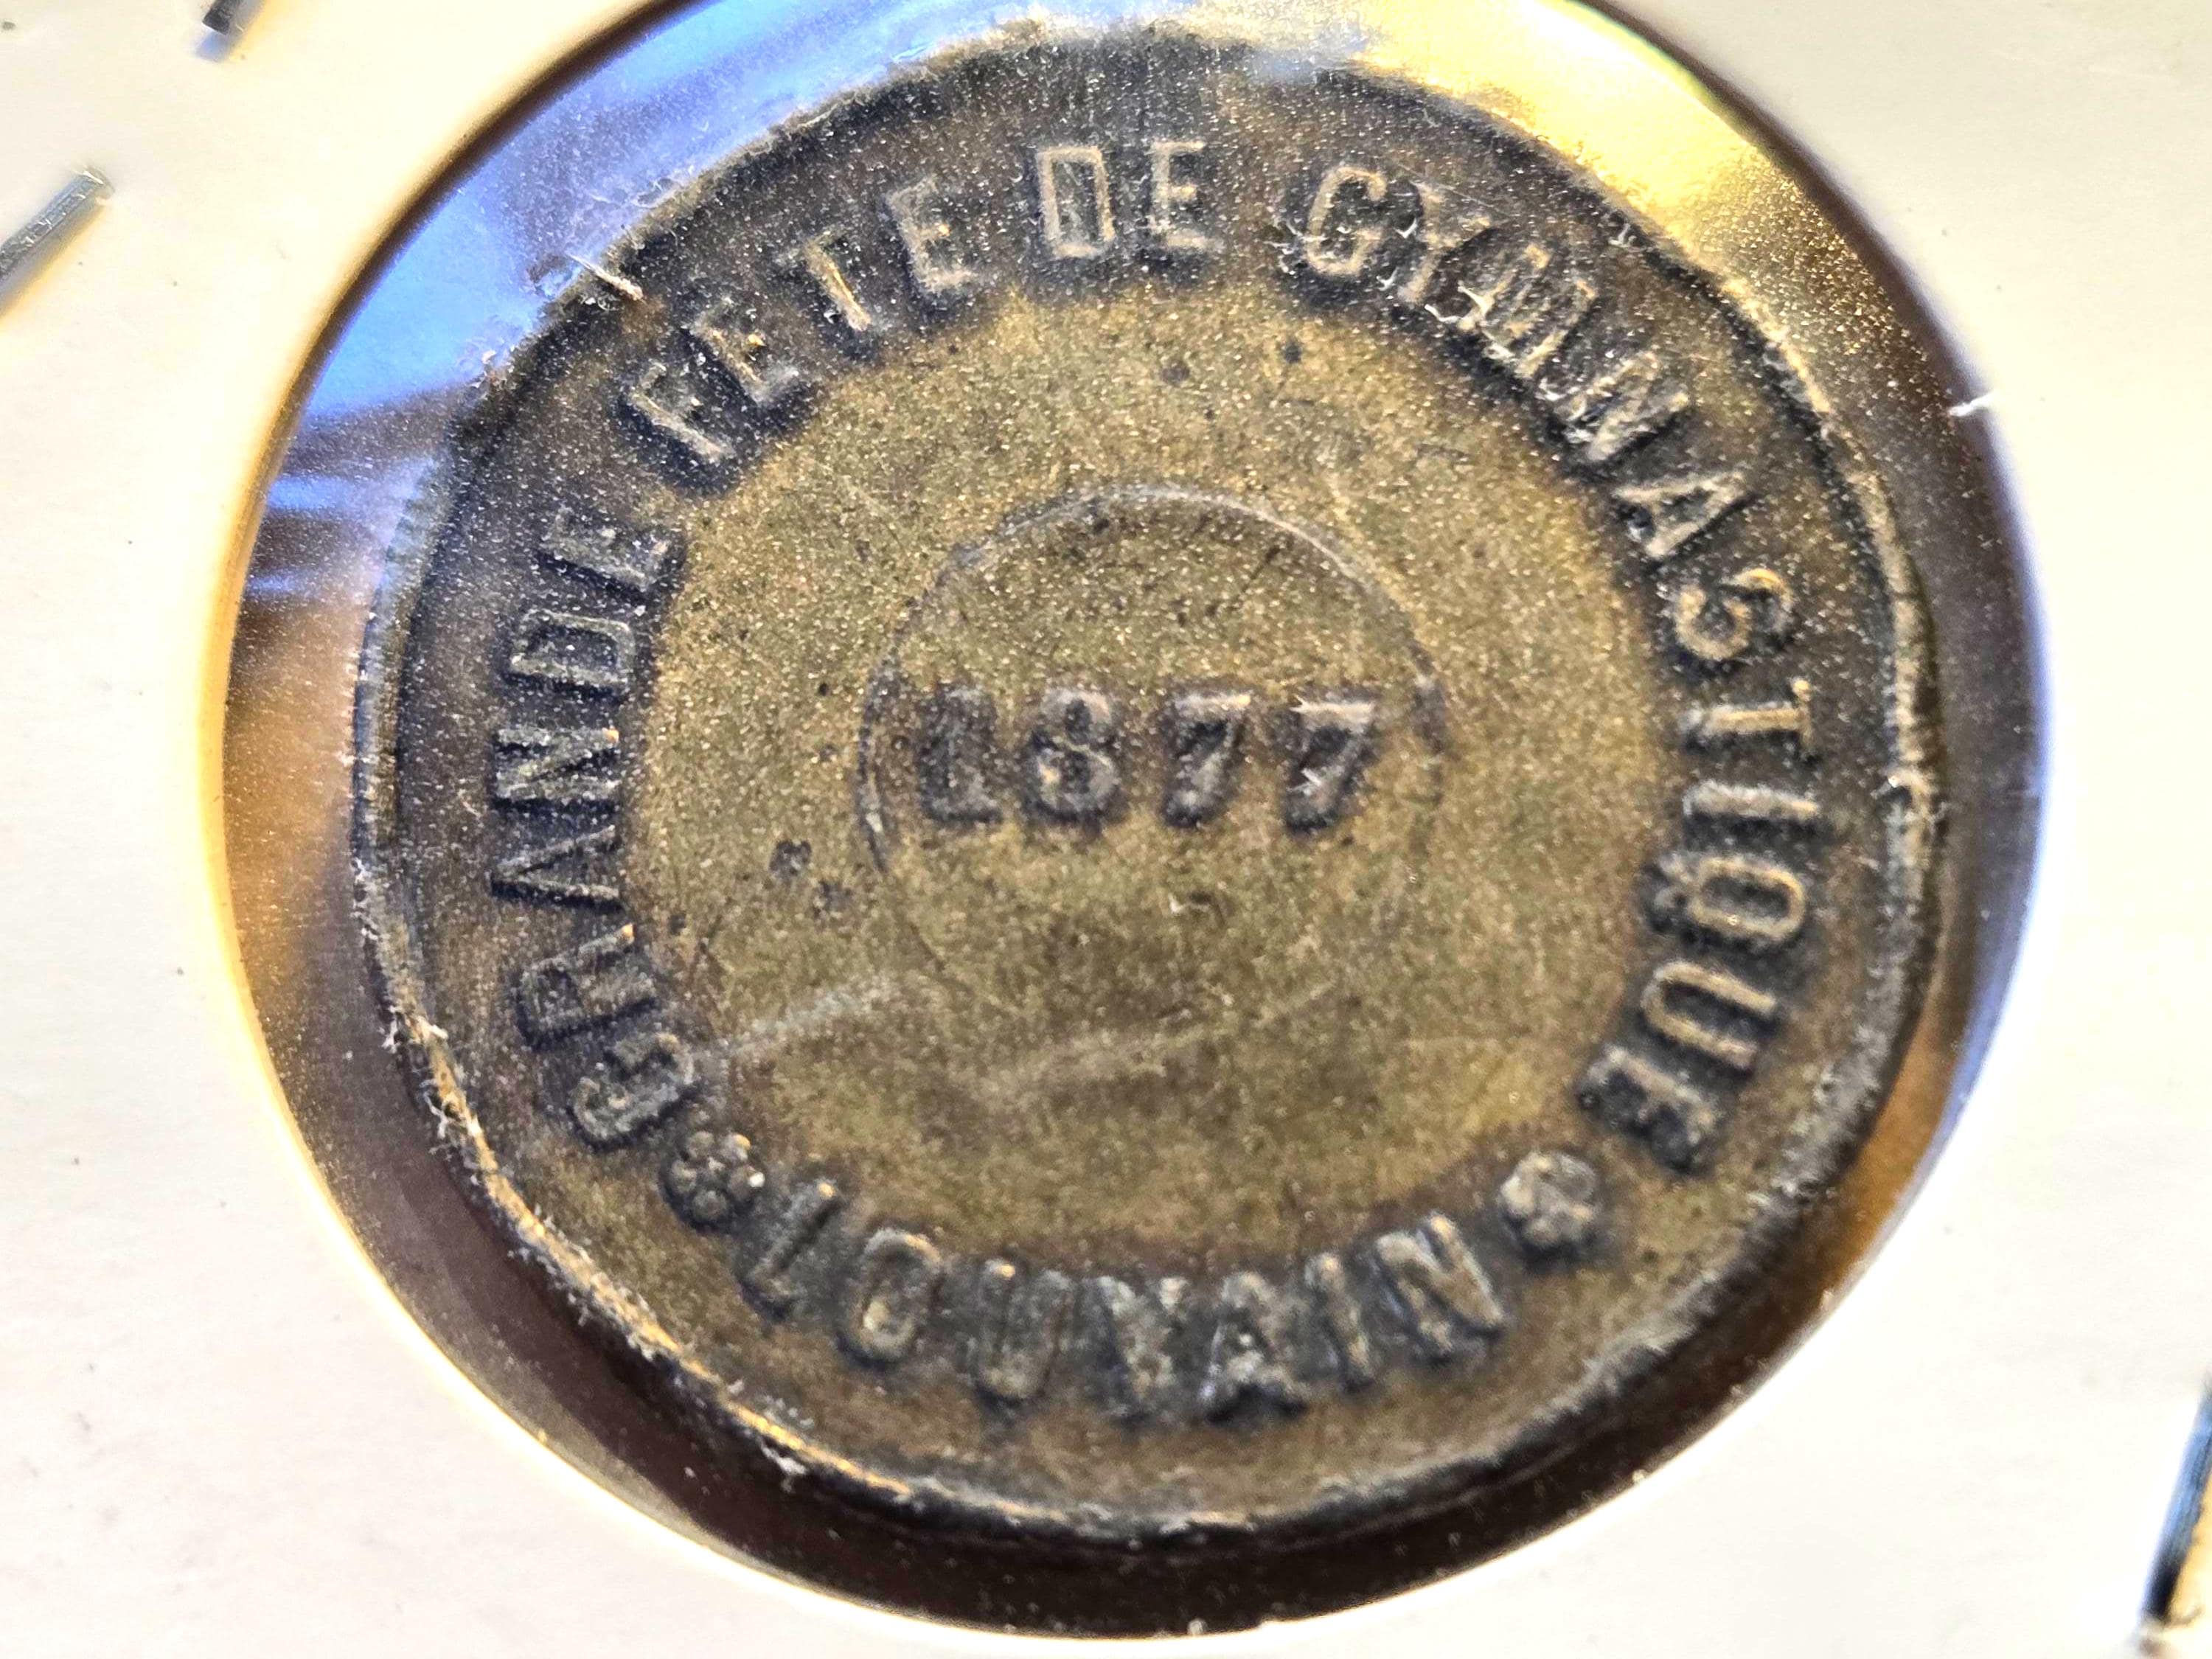 GRANDE FETE DE GYMNASTIQUE
1877
LOUVAIN